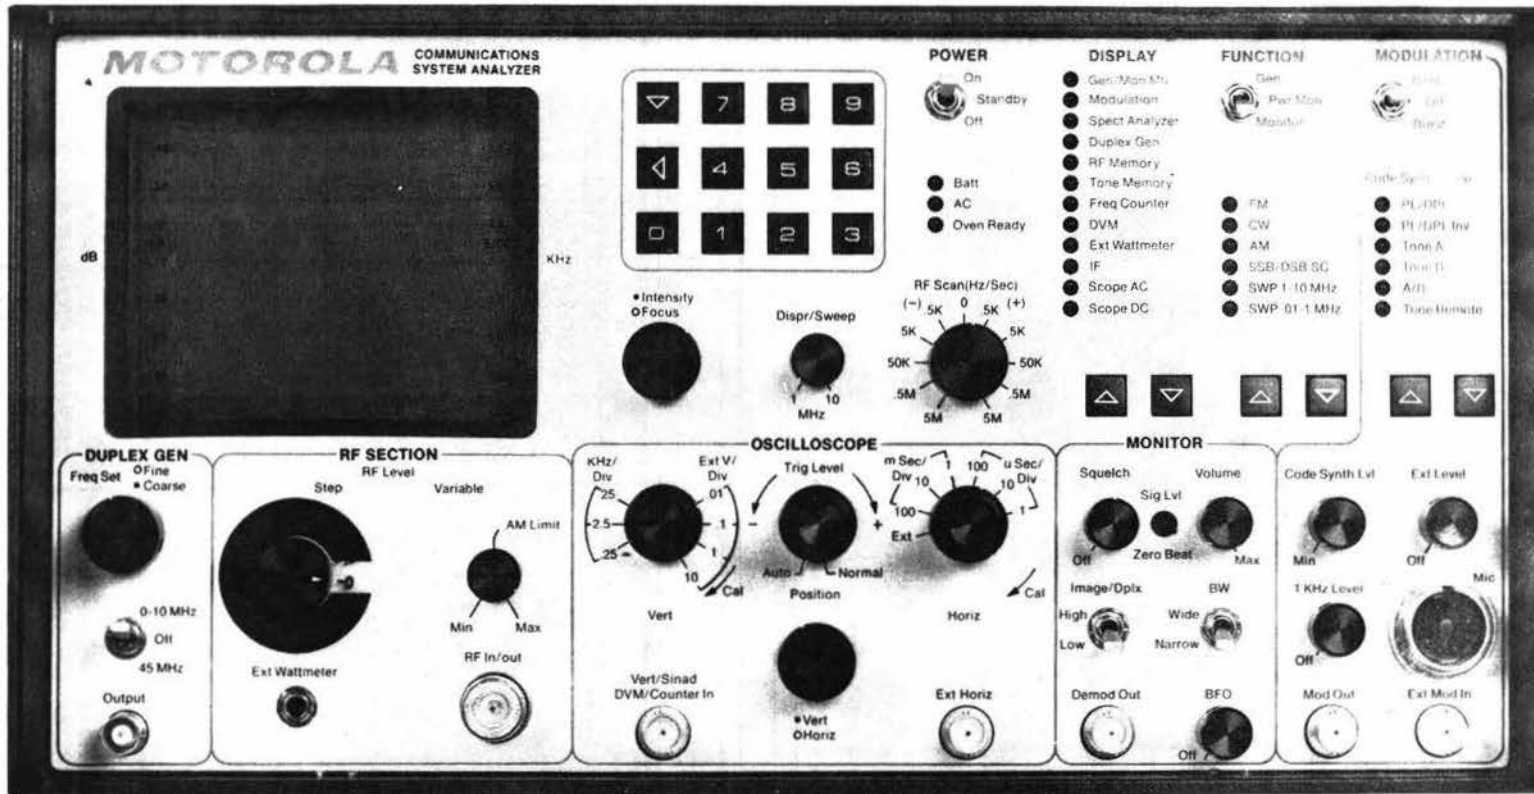 MOTOROLA
COMMUNICATIONS
SYSTEM ANALYZER
dB
KHz
7 8 9
4 5 6
0 1 2 3
POWER
On
Standby
Off
Batt
AC
Oven Ready
DISPLAY
Gen/Mon Mtr
Modulation
Spect Analyzer
Duplex Gen
RF Memory
Tone Memory
Freq Counter
DVM
Ext Wattmeter
IF
Scope AC
Scope DC
FUNCTION
Gen
Pwr Mon
Monitor
FM
CW
AM
SSB/DSB SC
SWP 1-10 MHz
SWP .01-1 MHz
MODULATION
Burst
Code Synth
PL/DPL
PL/DPL Inv
Tone A
Tone B
A/B
Tone Remote
Intensity
Focus
Dispr/Sweep
1 10
MHz
RF Scan(Hz/Sec)
(−) 0 (+)
.5K .5K
5K 5K
50K 50K
.5M .5M
5M 5M
DUPLEX GEN
Freq Set
Fine
Coarse
0-10 MHz
Off
45 MHz
Output
RF SECTION
RF Level
Step
Variable
AM Limit
Min Max
Ext Wattmeter
RF In/out
OSCILLOSCOPE
KHz/
Div
25
2.5
.25
Ext V/
Div
.01
.1
1
10
Cal
Vert
Trig Level
− +
Auto Normal
Position
m Sec/
Div
1
10
100
Ext
u Sec/
Div
100
10
1
Cal
Horiz
Vert/Sinad
DVM/Counter In
Vert
Horiz
Ext Horiz
MONITOR
Squelch
Off
Sig Lvl
Zero Beat
Volume
Max
Image/Dplx
High
Low
BW
Wide
Narrow
Demod Out
BFO
Off
Code Synth Lvl
Min
Ext Level
Off
1 KHz Level
Off
Mic
Mod Out
Ext Mod In